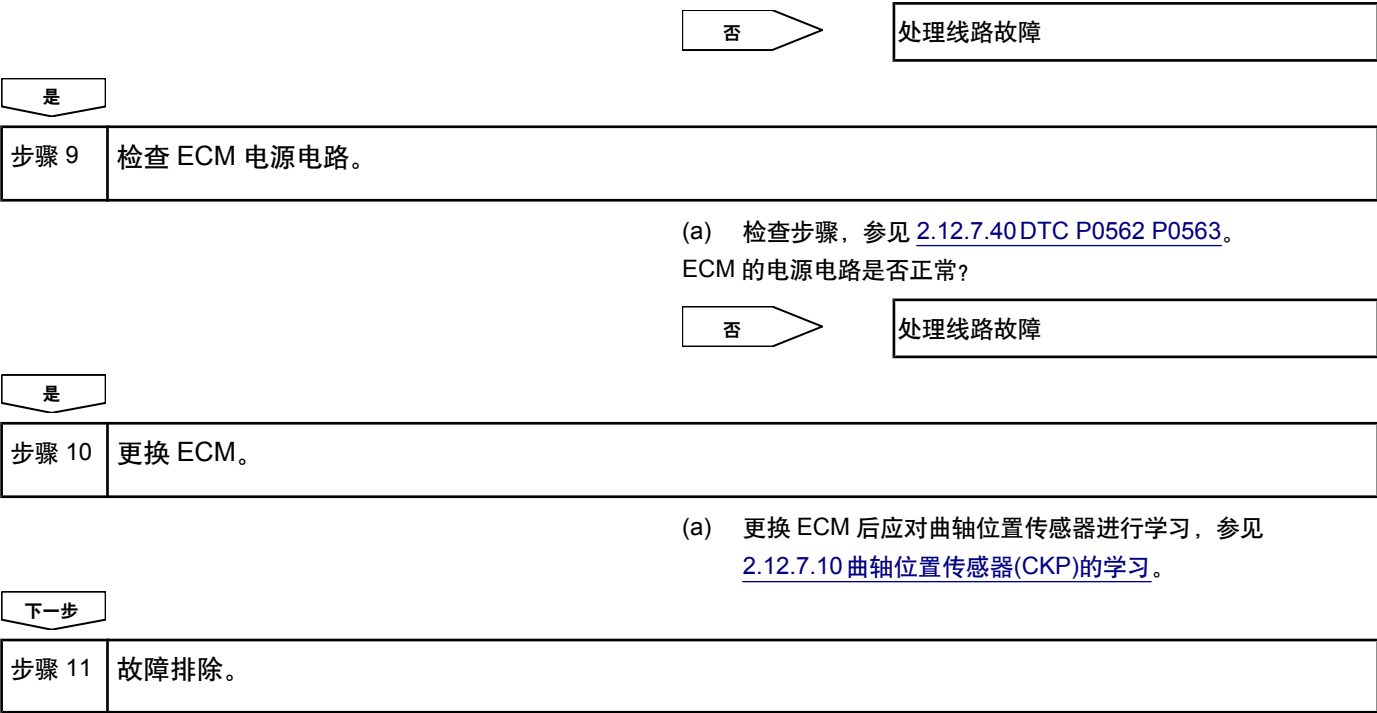 否
处理线路故障
是
步骤 9
检查 ECM 电源电路。
(a) 检查步骤，参见 2.12.7.40 DTC P0562 P0563。
ECM 的电源电路是否正常？
否
处理线路故障
是
步骤 10
更换 ECM。
(a) 更换 ECM 后应对曲轴位置传感器进行学习，参见
2.12.7.10 曲轴位置传感器(CKP)的学习。
下一步
步骤 11
故障排除。